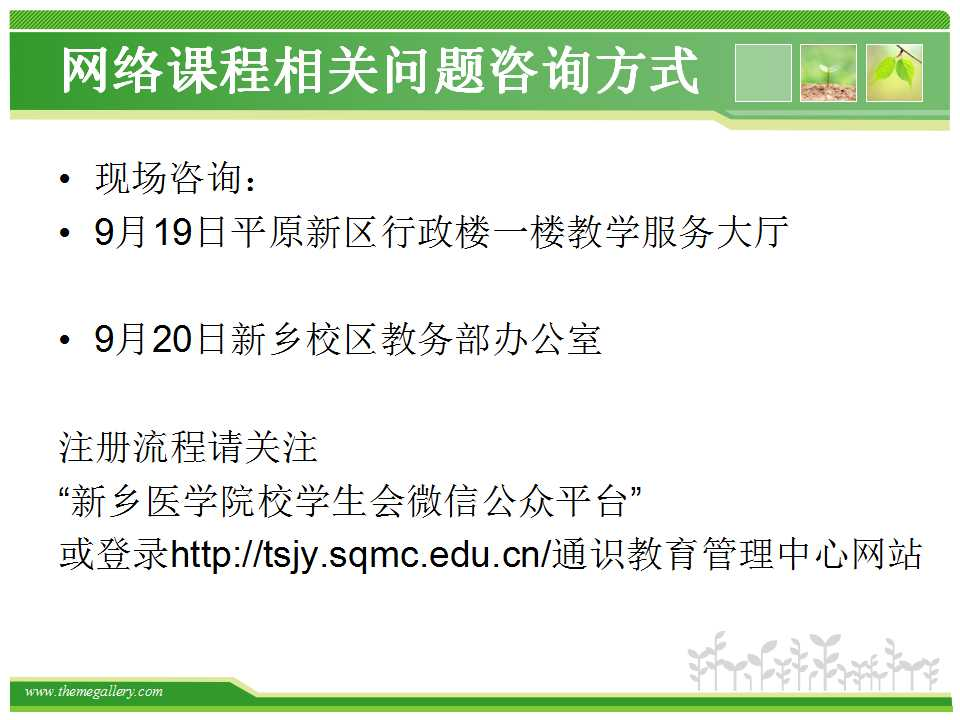 网络课程相关问题咨询方式
• 现场咨询：
• 9月19日平原新区行政楼一楼教学服务大厅
• 9月20日新乡校区教务部办公室
注册流程请关注
“新乡医学院校学生会微信公众平台”
或登录http://tsjy.sqmc.edu.cn/通识教育管理中心网站
www.themegallery.com